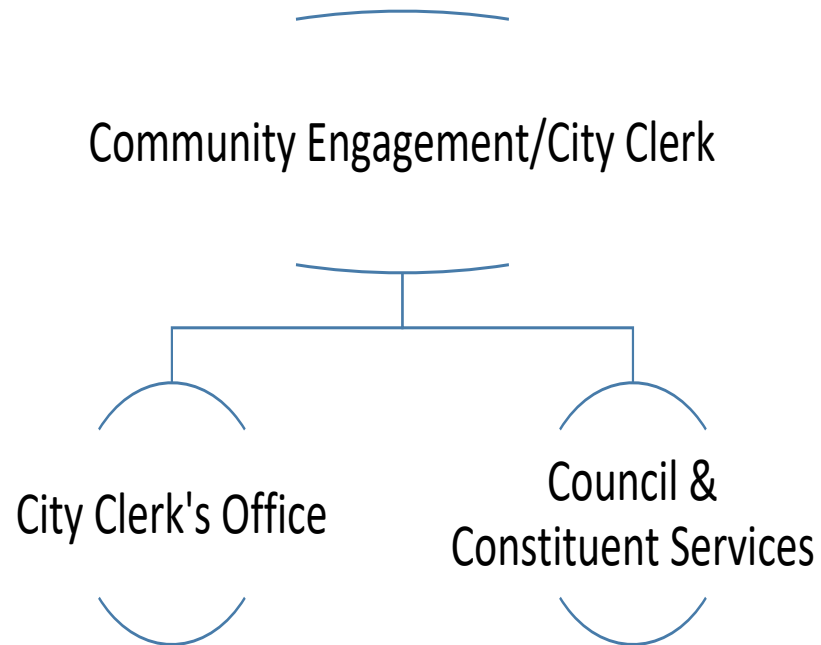 Community Engagement/City Clerk
City Clerk's Office
Council &
Constituent Services